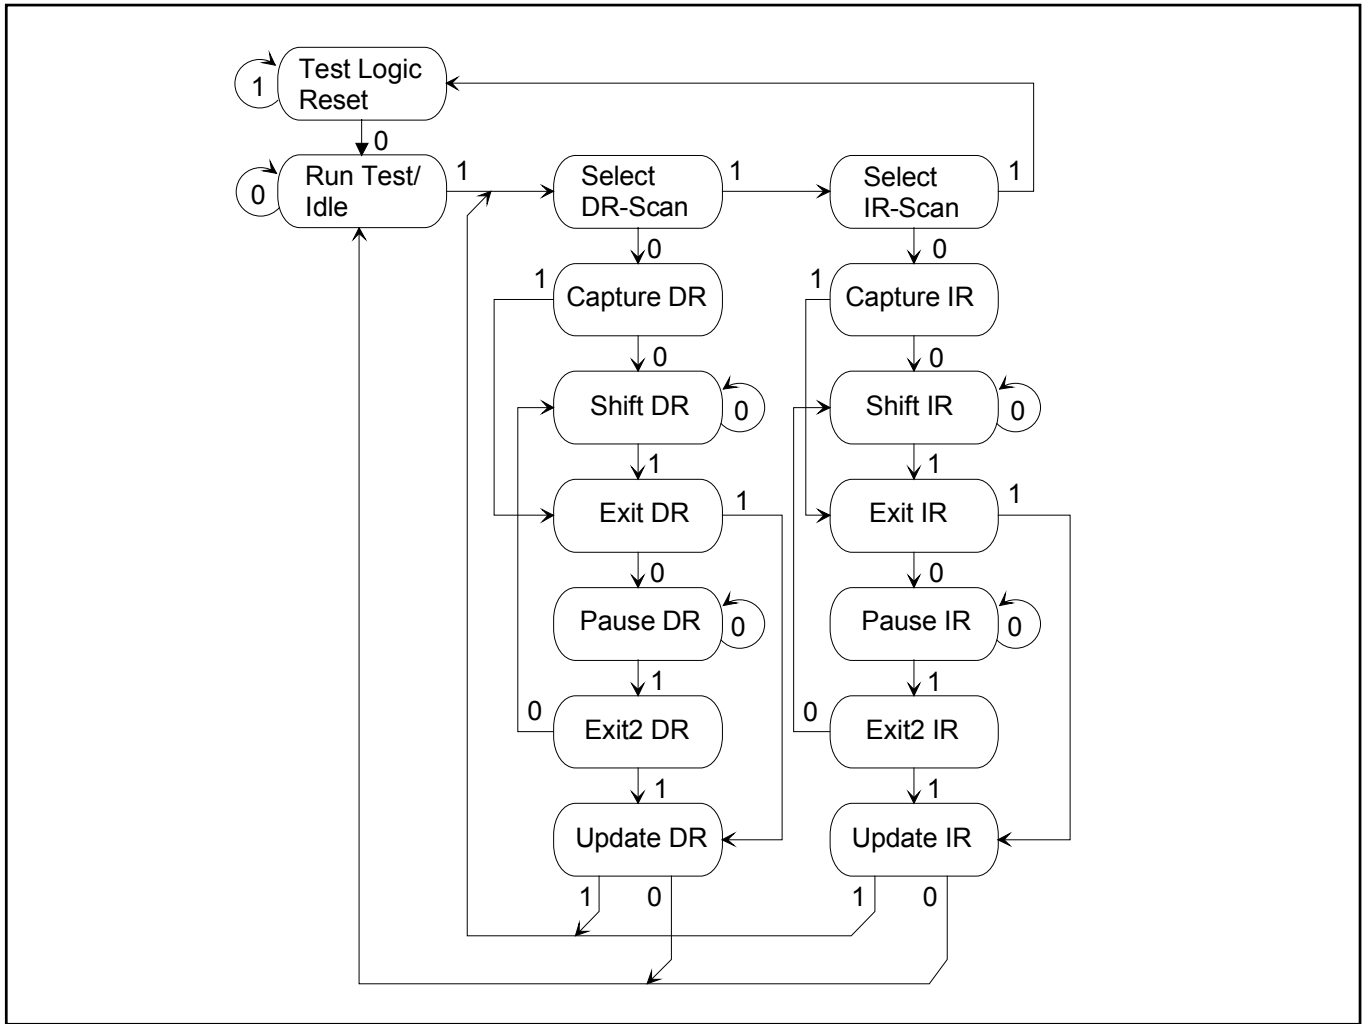 Test Logic
Reset
1
0
Run Test/
Idle
0
1
Select
DR-Scan
1
Select
IR-Scan
1
0
0
1
Capture DR
1
Capture IR
0
0
Shift DR
0
Shift IR
0
1
1
Exit DR
1
Exit IR
1
0
0
Pause DR
0
Pause IR
0
1
1
0
Exit2 DR
0
Exit2 IR
1
1
Update DR
Update IR
1
0
1
0